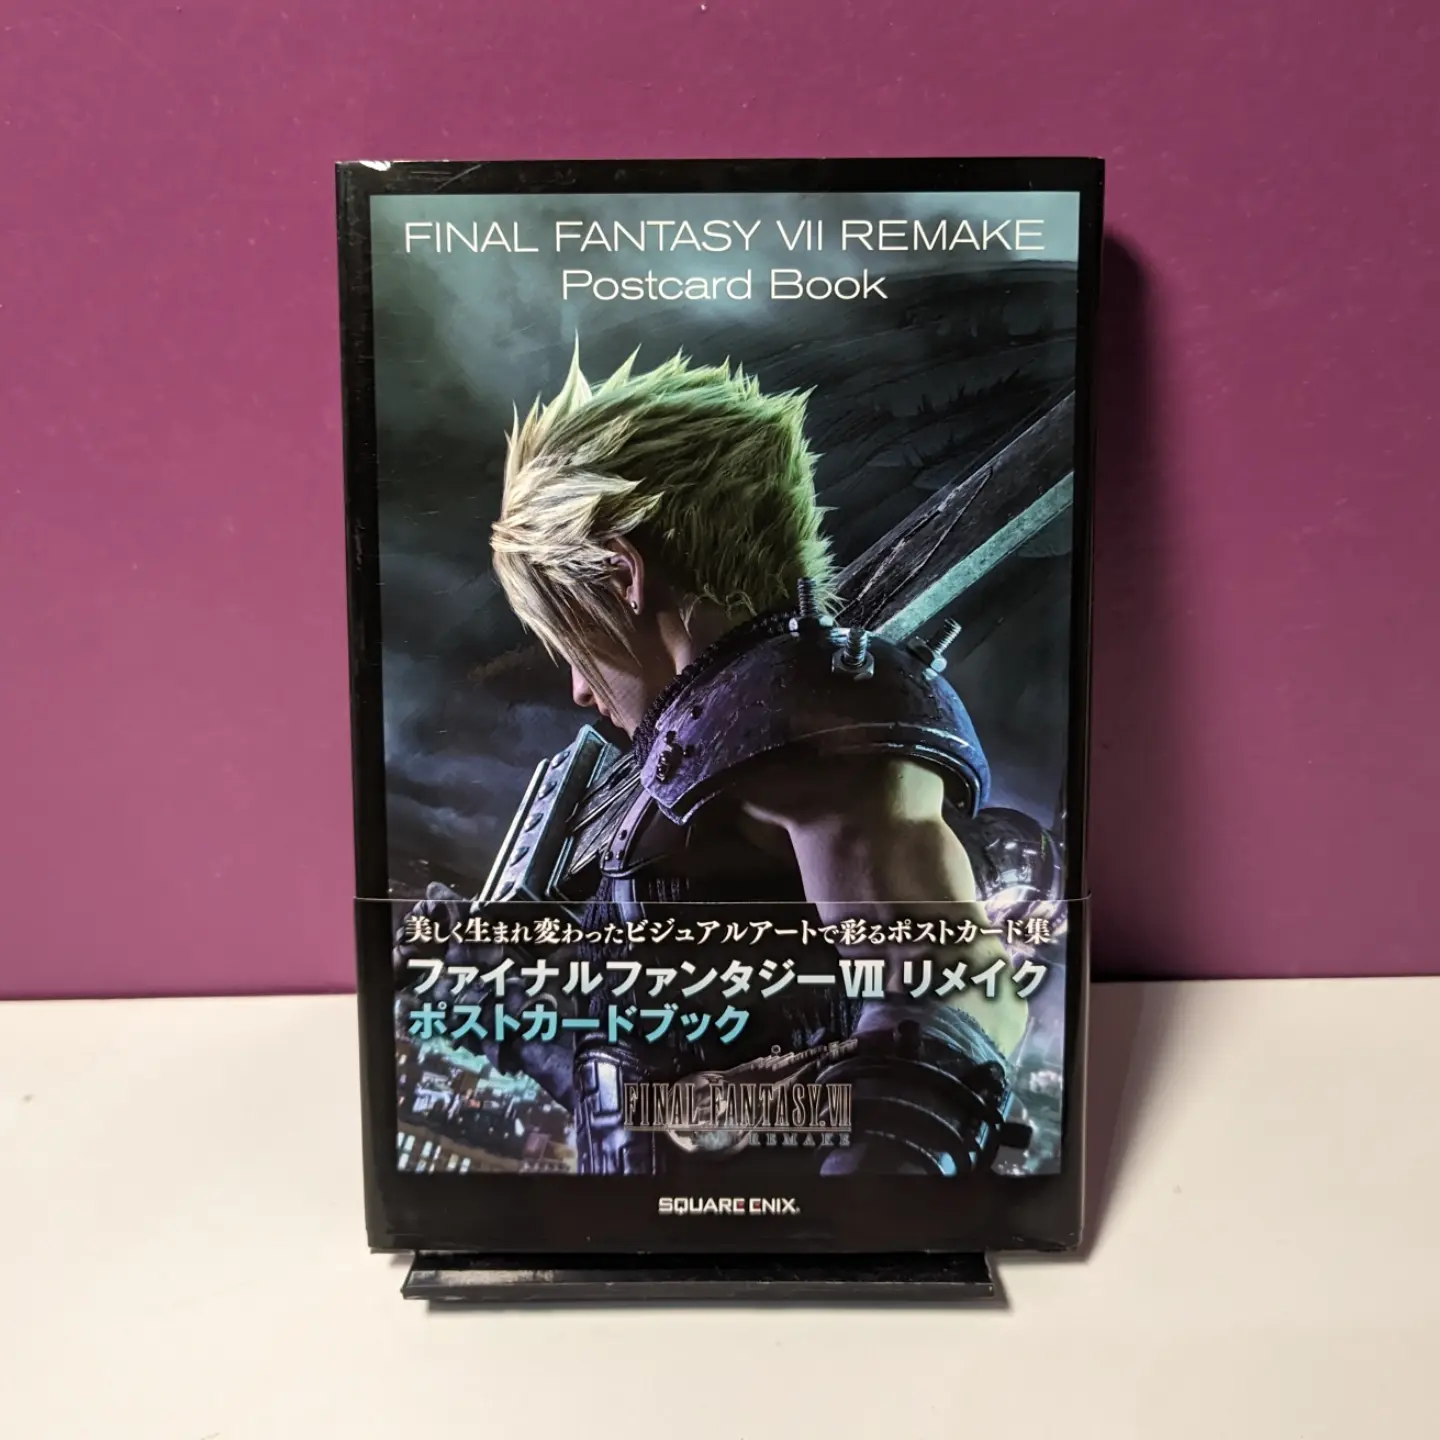 FINAL FANTASY VII REMAKE
Postcard Book
美しく生まれ変わったビジュアルアートで彩るポストカード集
ファイナルファンタジーⅦ リメイク
ポストカードブック
FINAL FANTASY.VII
REMAKE
SQUARE ENIX.